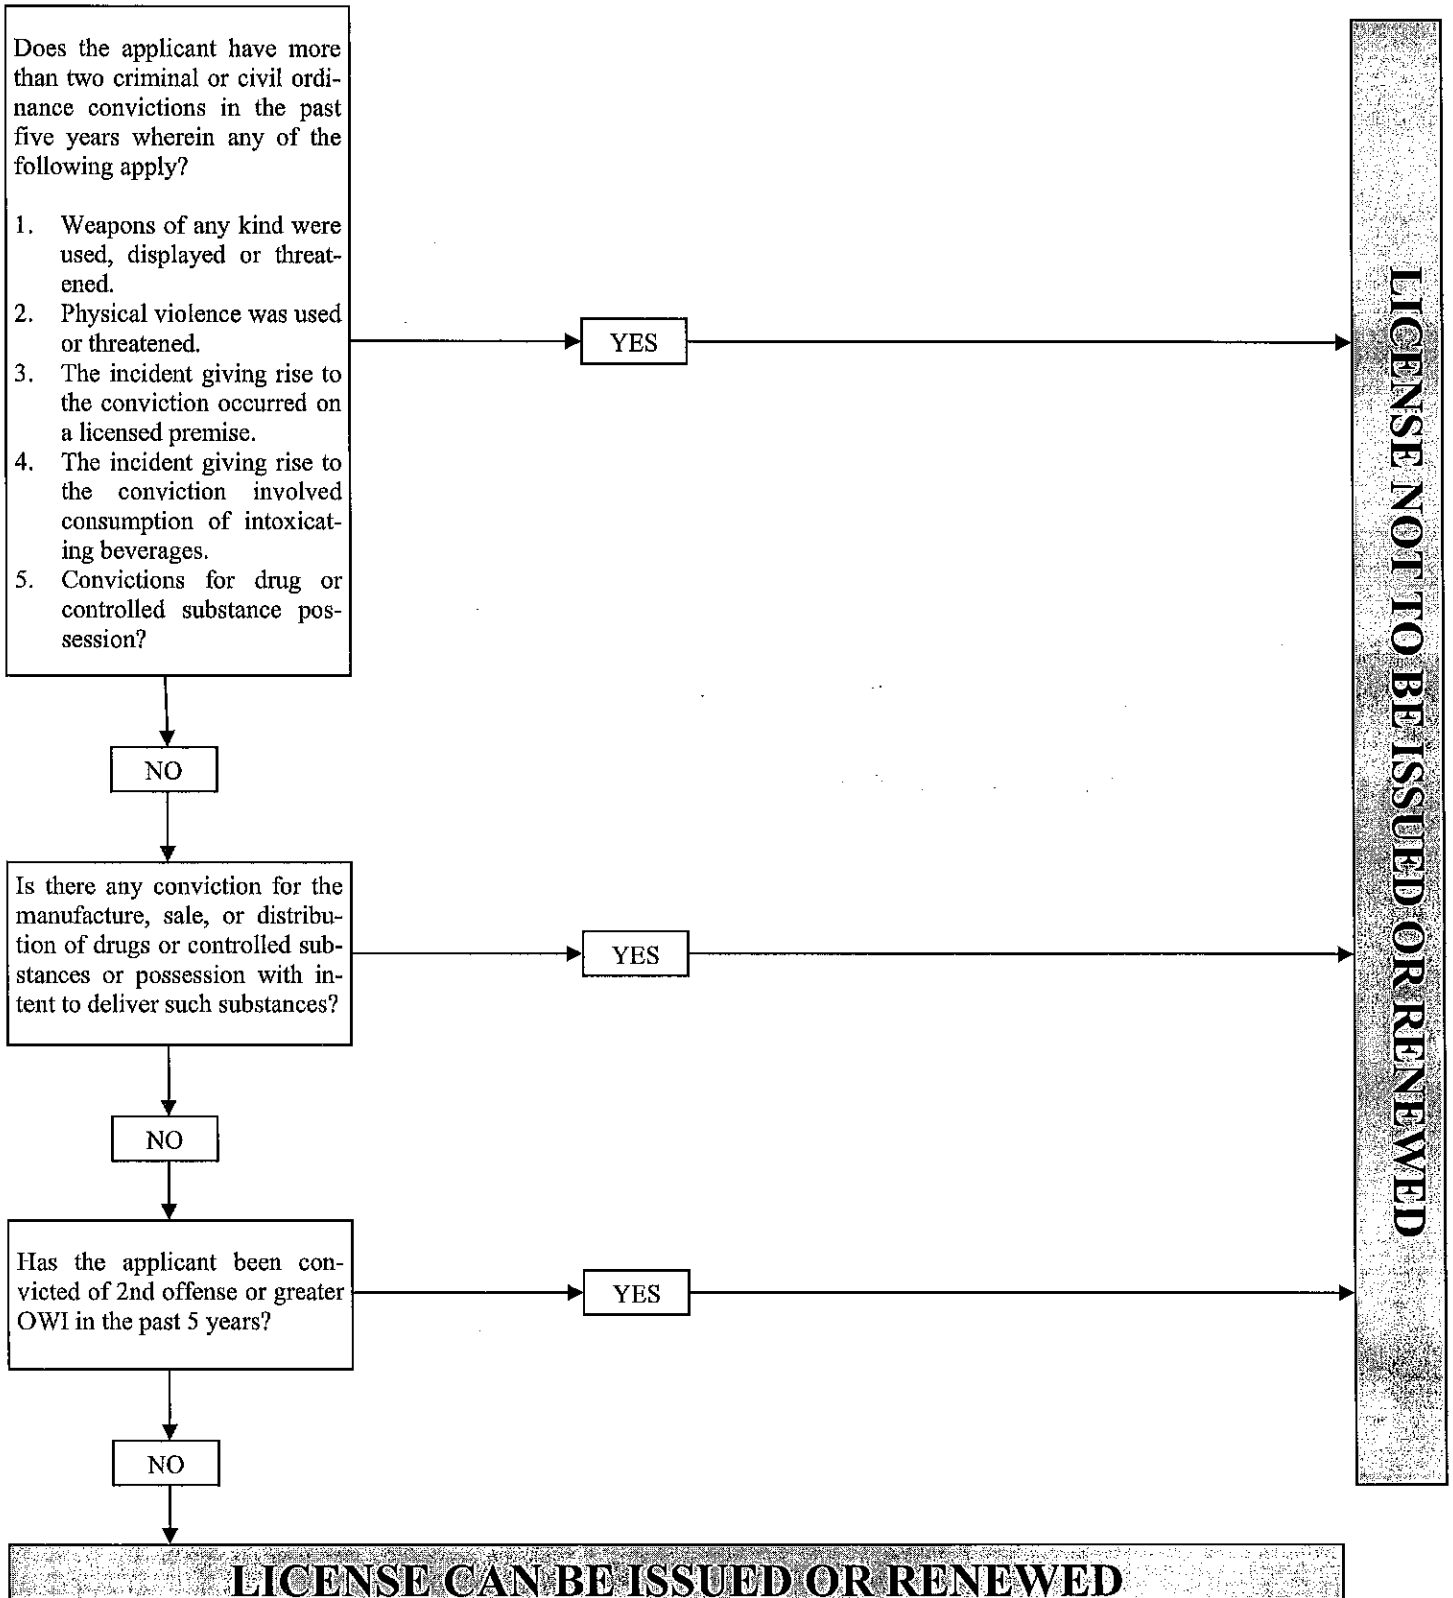 Does the applicant have more
than two criminal or civil ordi-
nance convictions in the past
five years wherein any of the
following apply?
1. Weapons of any kind were
used, displayed or threat-
ened.
2. Physical violence was used
or threatened.
3. The incident giving rise to
the conviction occurred on
a licensed premise.
4. The incident giving rise to
the conviction involved
consumption of intoxicat-
ing beverages.
5. Convictions for drug or
controlled substance pos-
session?
YES
NO
Is there any conviction for the
manufacture, sale, or distribu-
tion of drugs or controlled sub-
stances or possession with in-
tent to deliver such substances?
YES
NO
Has the applicant been con-
victed of 2nd offense or greater
OWI in the past 5 years?
YES
NO
LICENSE NOT TO BE ISSUED OR RENEWED
LICENSE CAN BE ISSUED OR RENEWED